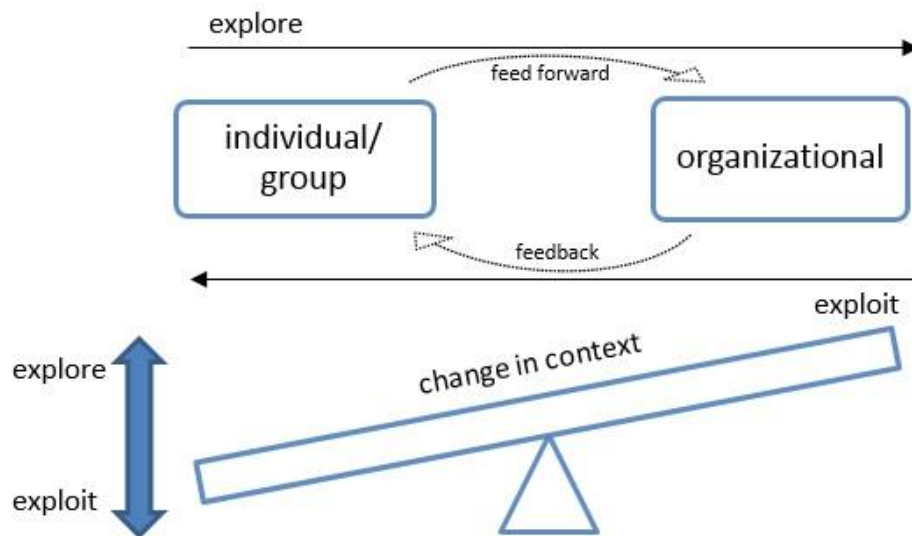 explore
feed forward
individual/
group
organizational
feedback
exploit
change in context
explore
exploit